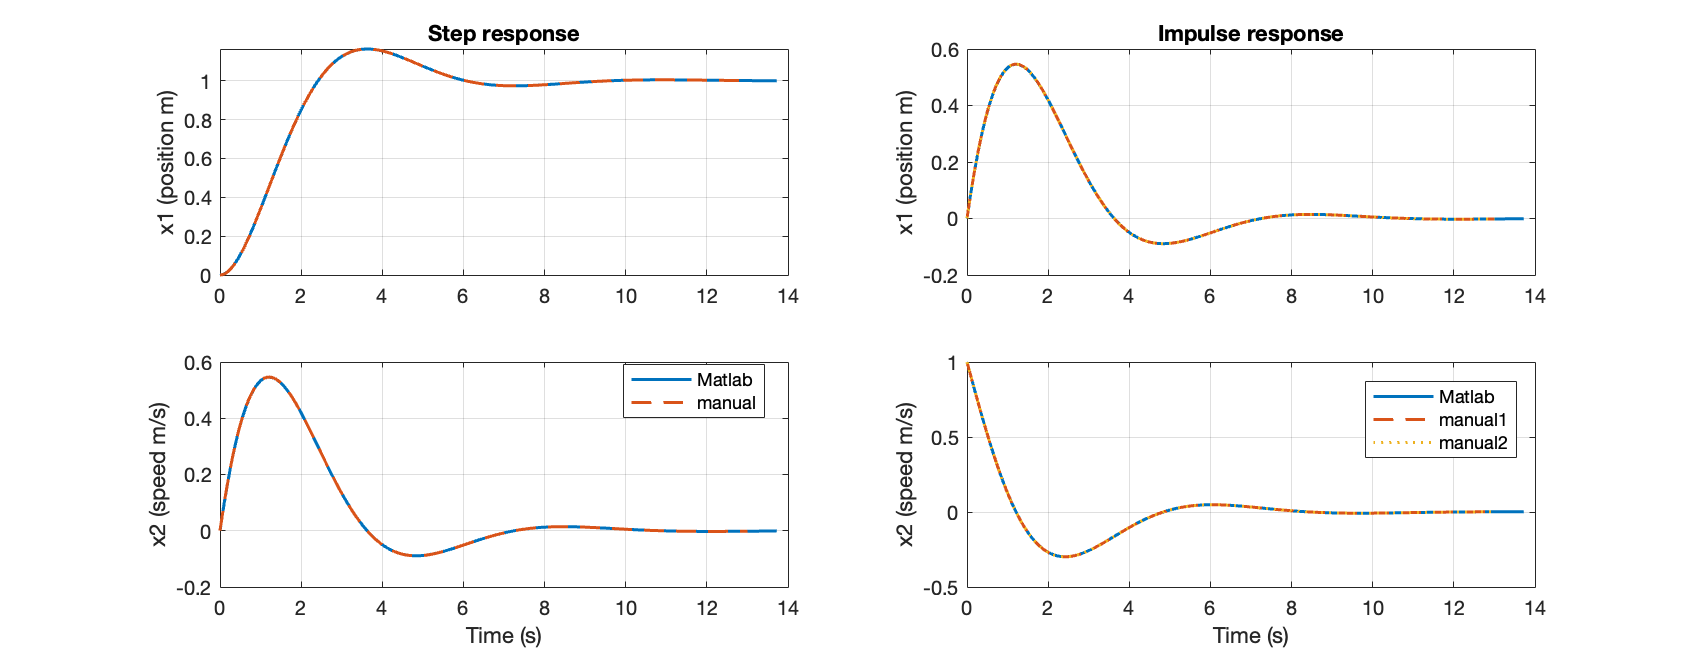 Step response
x1 (position m)
1
0.8
0.6
0.4
0.2
0
0 2 4 6 8 10 12 14
Impulse response
x1 (position m)
0.6
0.4
0.2
0
-0.2
0 2 4 6 8 10 12 14
x2 (speed m/s)
0.6
0.4
0.2
0
-0.2
Matlab
manual
0 2 4 6 8 10 12 14
Time (s)
x2 (speed m/s)
1
0.5
0
-0.5
Matlab
manual1
manual2
0 2 4 6 8 10 12 14
Time (s)